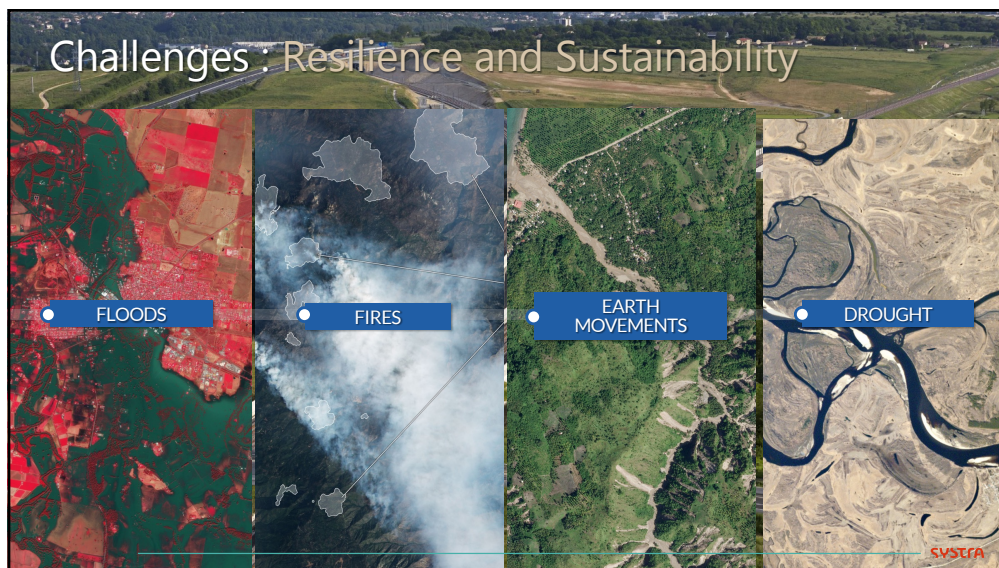 Challenges : Resilience and Sustainability
FLOODS
FIRES
EARTH
MOVEMENTS
DROUGHT
SYSTRA